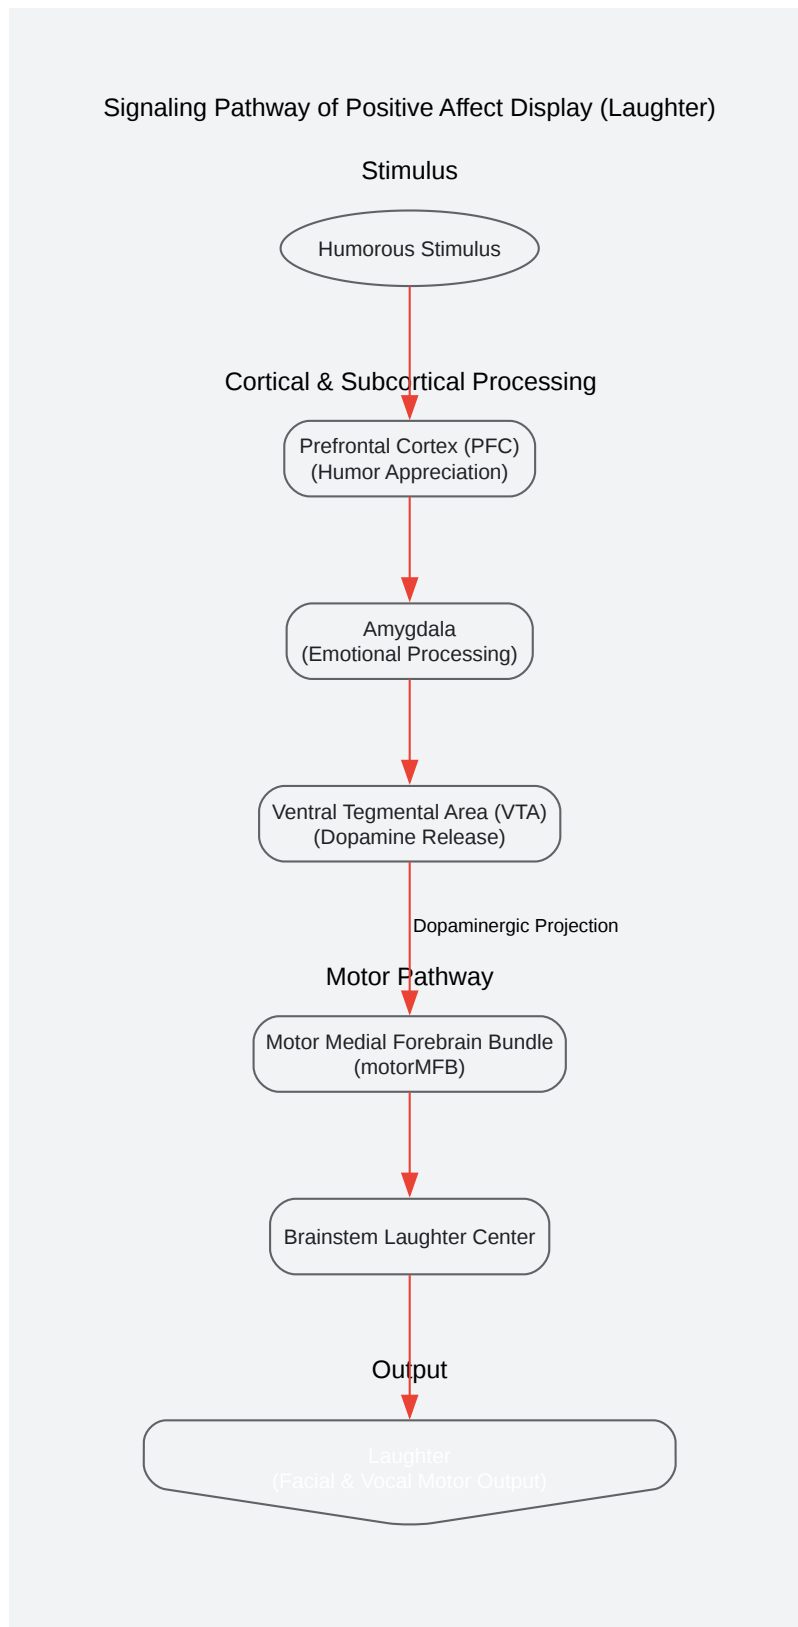 Signaling Pathway of Positive Affect Display (Laughter)
Stimulus
Humorous Stimulus
Cortical & Subcortical Processing
Prefrontal Cortex (PFC)
(Humor Appreciation)
Amygdala
(Emotional Processing)
Ventral Tegmental Area (VTA)
(Dopamine Release)
Dopaminergic Projection
Motor Pathway
Motor Medial Forebrain Bundle
(motorMFB)
Brainstem Laughter Center
Output
Laughter
(Facial & Vocal Motor Output)